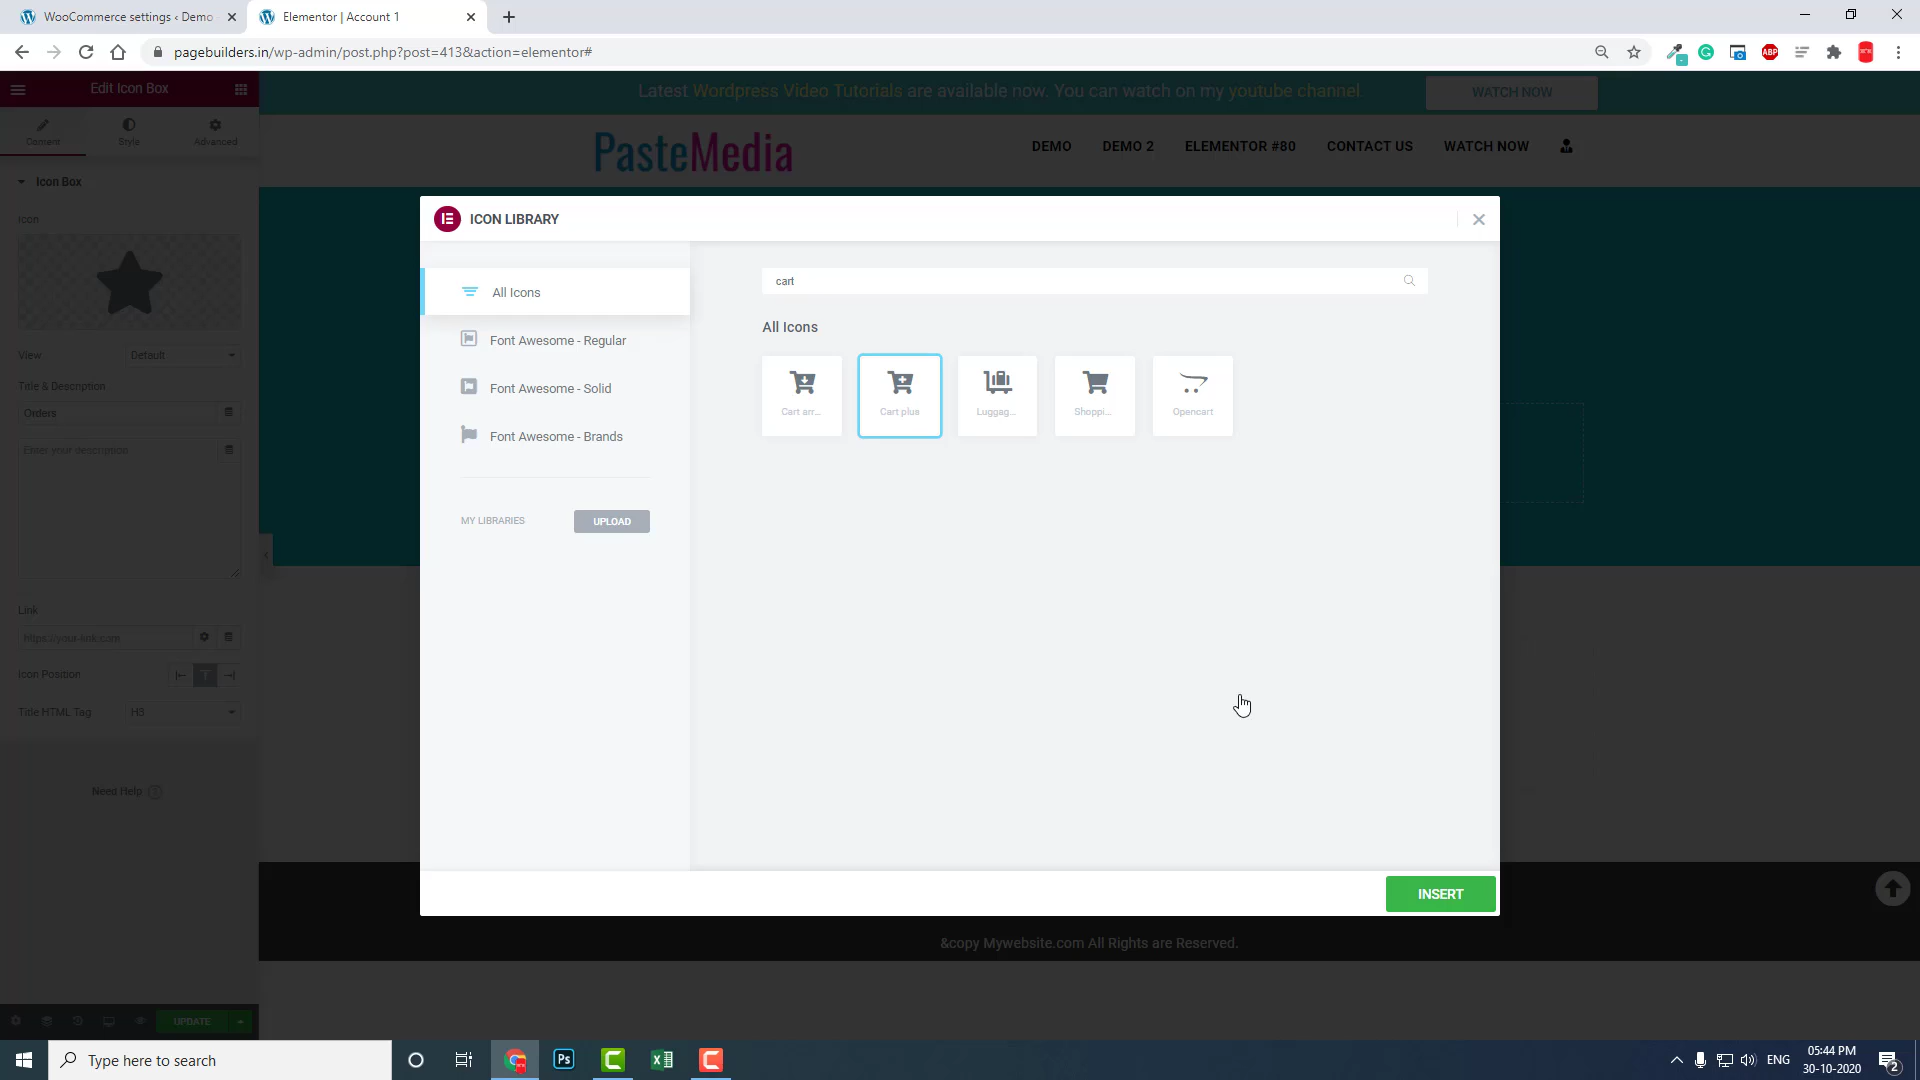 WooCommerce settings ‹ Demo
Elementor | Account 1
pagebuilders.in/wp-admin/post.php?post=413&action=elementor#
ABP
Edit Icon Box
Content
Style
Advanced
Icon Box
Icon
View
Default
Title & Description
Orders
Enter your description
Link
https://your-link.com
Icon Position
Title HTML Tag
H3
Need Help
UPDATE
Latest Wordpress Video Tutorials are available now. You can watch on my youtube channel.
WATCH NOW
PasteMedia
DEMO
DEMO 2
ELEMENTOR #80
CONTACT US
WATCH NOW
ICON LIBRARY
All Icons
Font Awesome - Regular
Font Awesome - Solid
Font Awesome - Brands
MY LIBRARIES
UPLOAD
cart
All Icons
Cart arr...
Cart plus
Luggag...
Shoppi...
Opencart
INSERT
&copy Mywebsite.com All Rights are Reserved.
Type here to search
Ps
ENG
05:44 PM
30-10-2020
2